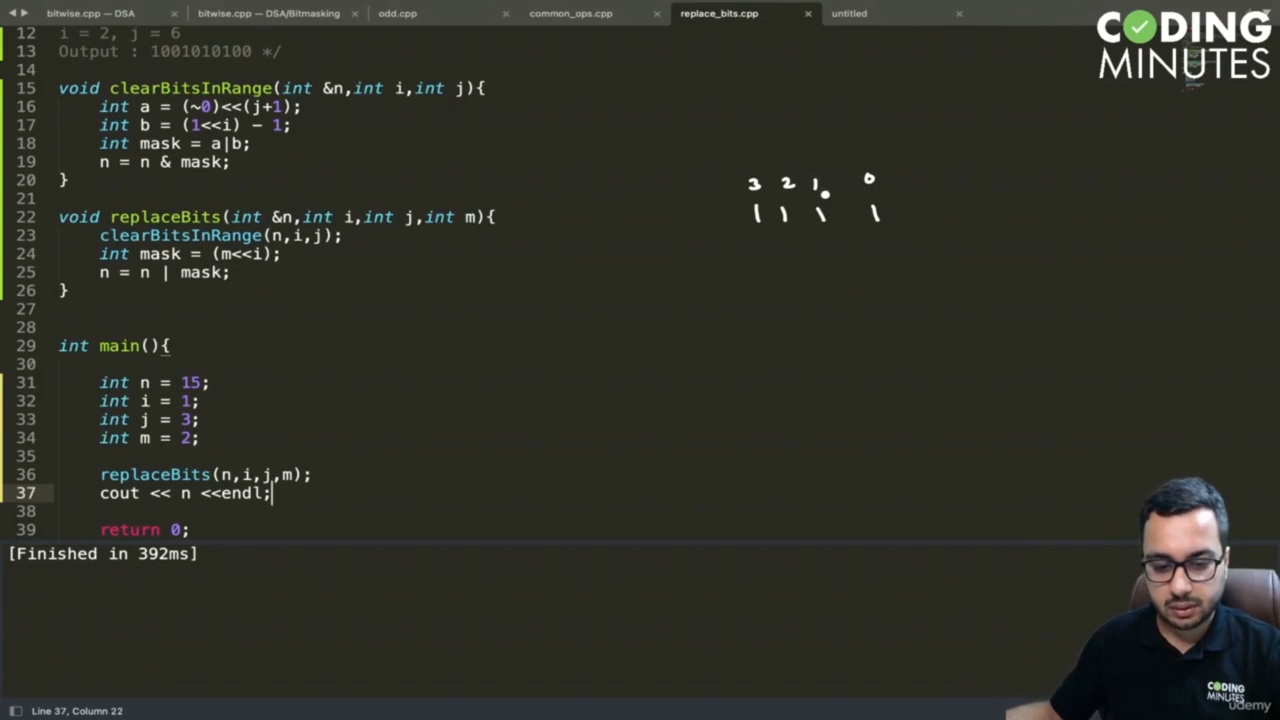 bitwise.cpp — DSA
bitwise.cpp — DSA/Bitmasking
odd.cpp
common_ops.cpp
replace_bits.cpp
untitled
CODING
MINUTES
12 i = 2, j = 6
13 Output : 1001010100 */
14
15 void clearBitsInRange(int &n,int i,int j){
16     int a = (~0)<<(j+1);
17     int b = (1<<i) - 1;
18     int mask = a|b;
19     n = n & mask;
20 }
21
22 void replaceBits(int &n,int i,int j,int m){
23     clearBitsInRange(n,i,j);
24     int mask = (m<<i);
25     n = n | mask;
26 }
27
28
29 int main(){
30
31     int n = 15;
32     int i = 1;
33     int j = 3;
34     int m = 2;
35
36     replaceBits(n,i,j,m);
37     cout << n <<endl;
38
39     return 0;
3 2 1 0
1 1 1 1
[Finished in 392ms]
CODING
MINUTES
udemy
Line 37, Column 22